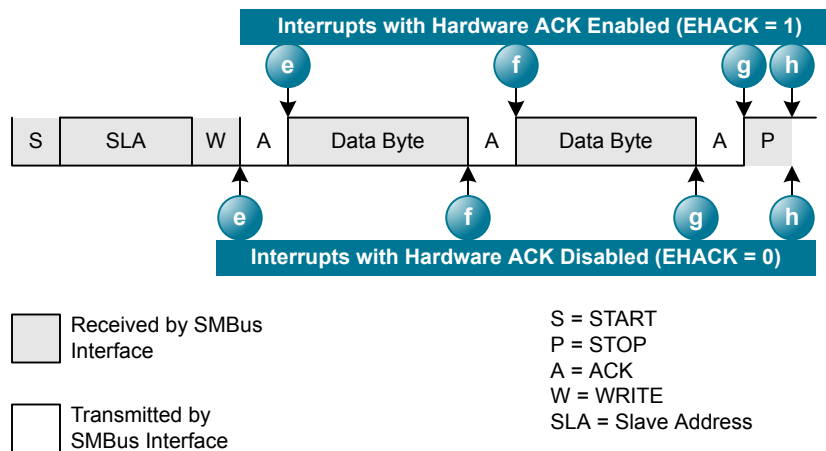 Interrupts with Hardware ACK Enabled (EHACK = 1)
e f g h
S SLA W A Data Byte A Data Byte A P
e f g h
Interrupts with Hardware ACK Disabled (EHACK = 0)
Received by SMBus
Interface
Transmitted by
SMBus Interface
S = START
P = STOP
A = ACK
W = WRITE
SLA = Slave Address